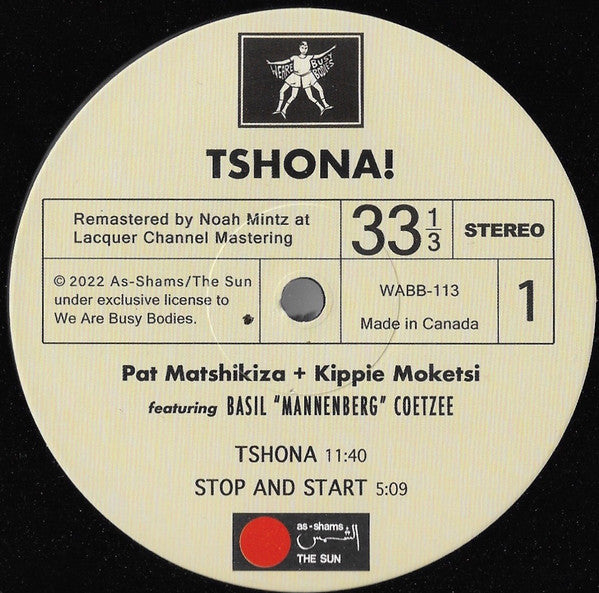 WE ARE BUSY BODIES
TSHONA!
Remastered by Noah Mintz at
Lacquer Channel Mastering
33 1/3
STEREO
© 2022 As-Shams/The Sun
under exclusive license to
We Are Busy Bodies.
WABB-113
Made in Canada
1
Pat Matshikiza + Kippie Moketsi
featuring BASIL "MANNENBERG" COETZEE
TSHONA 11:40
STOP AND START 5:09
as-shams
الشمس
THE SUN